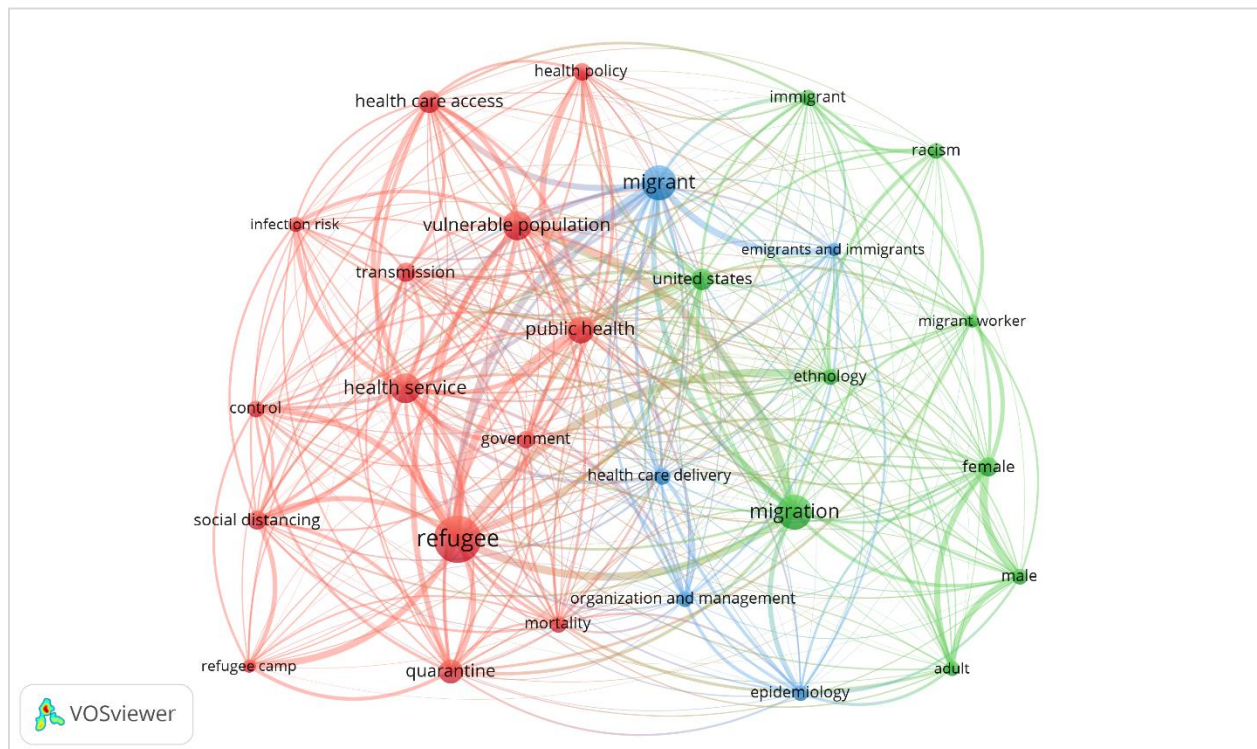 health policy
health care access
immigrant
racism
migrant
vulnerable population
infection risk
emigrants and immigrants
transmission
united states
public health
migrant worker
ethnology
health service
control
government
female
health care delivery
migration
social distancing
refugee
male
organization and management
mortality
refugee camp
quarantine
adult
epidemiology
VOSviewer